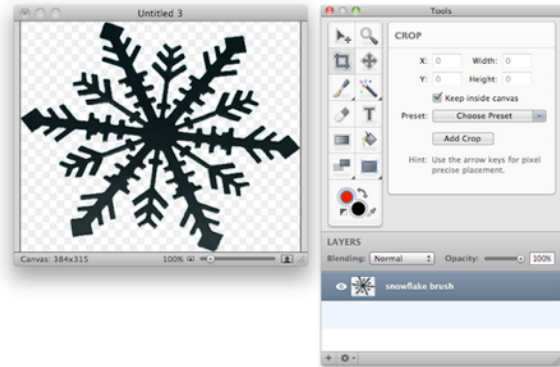 Untitled 3
Canvas: 384x315
100%
Tools
CROP
X: 0 Width: 0
Y: 0 Height: 0
Keep inside canvas
Preset: Choose Preset
Add Crop
Hint: Use the arrow keys for pixel
precise placement.
T
LAYERS
Blending: Normal Opacity: 100%
snowflake brush